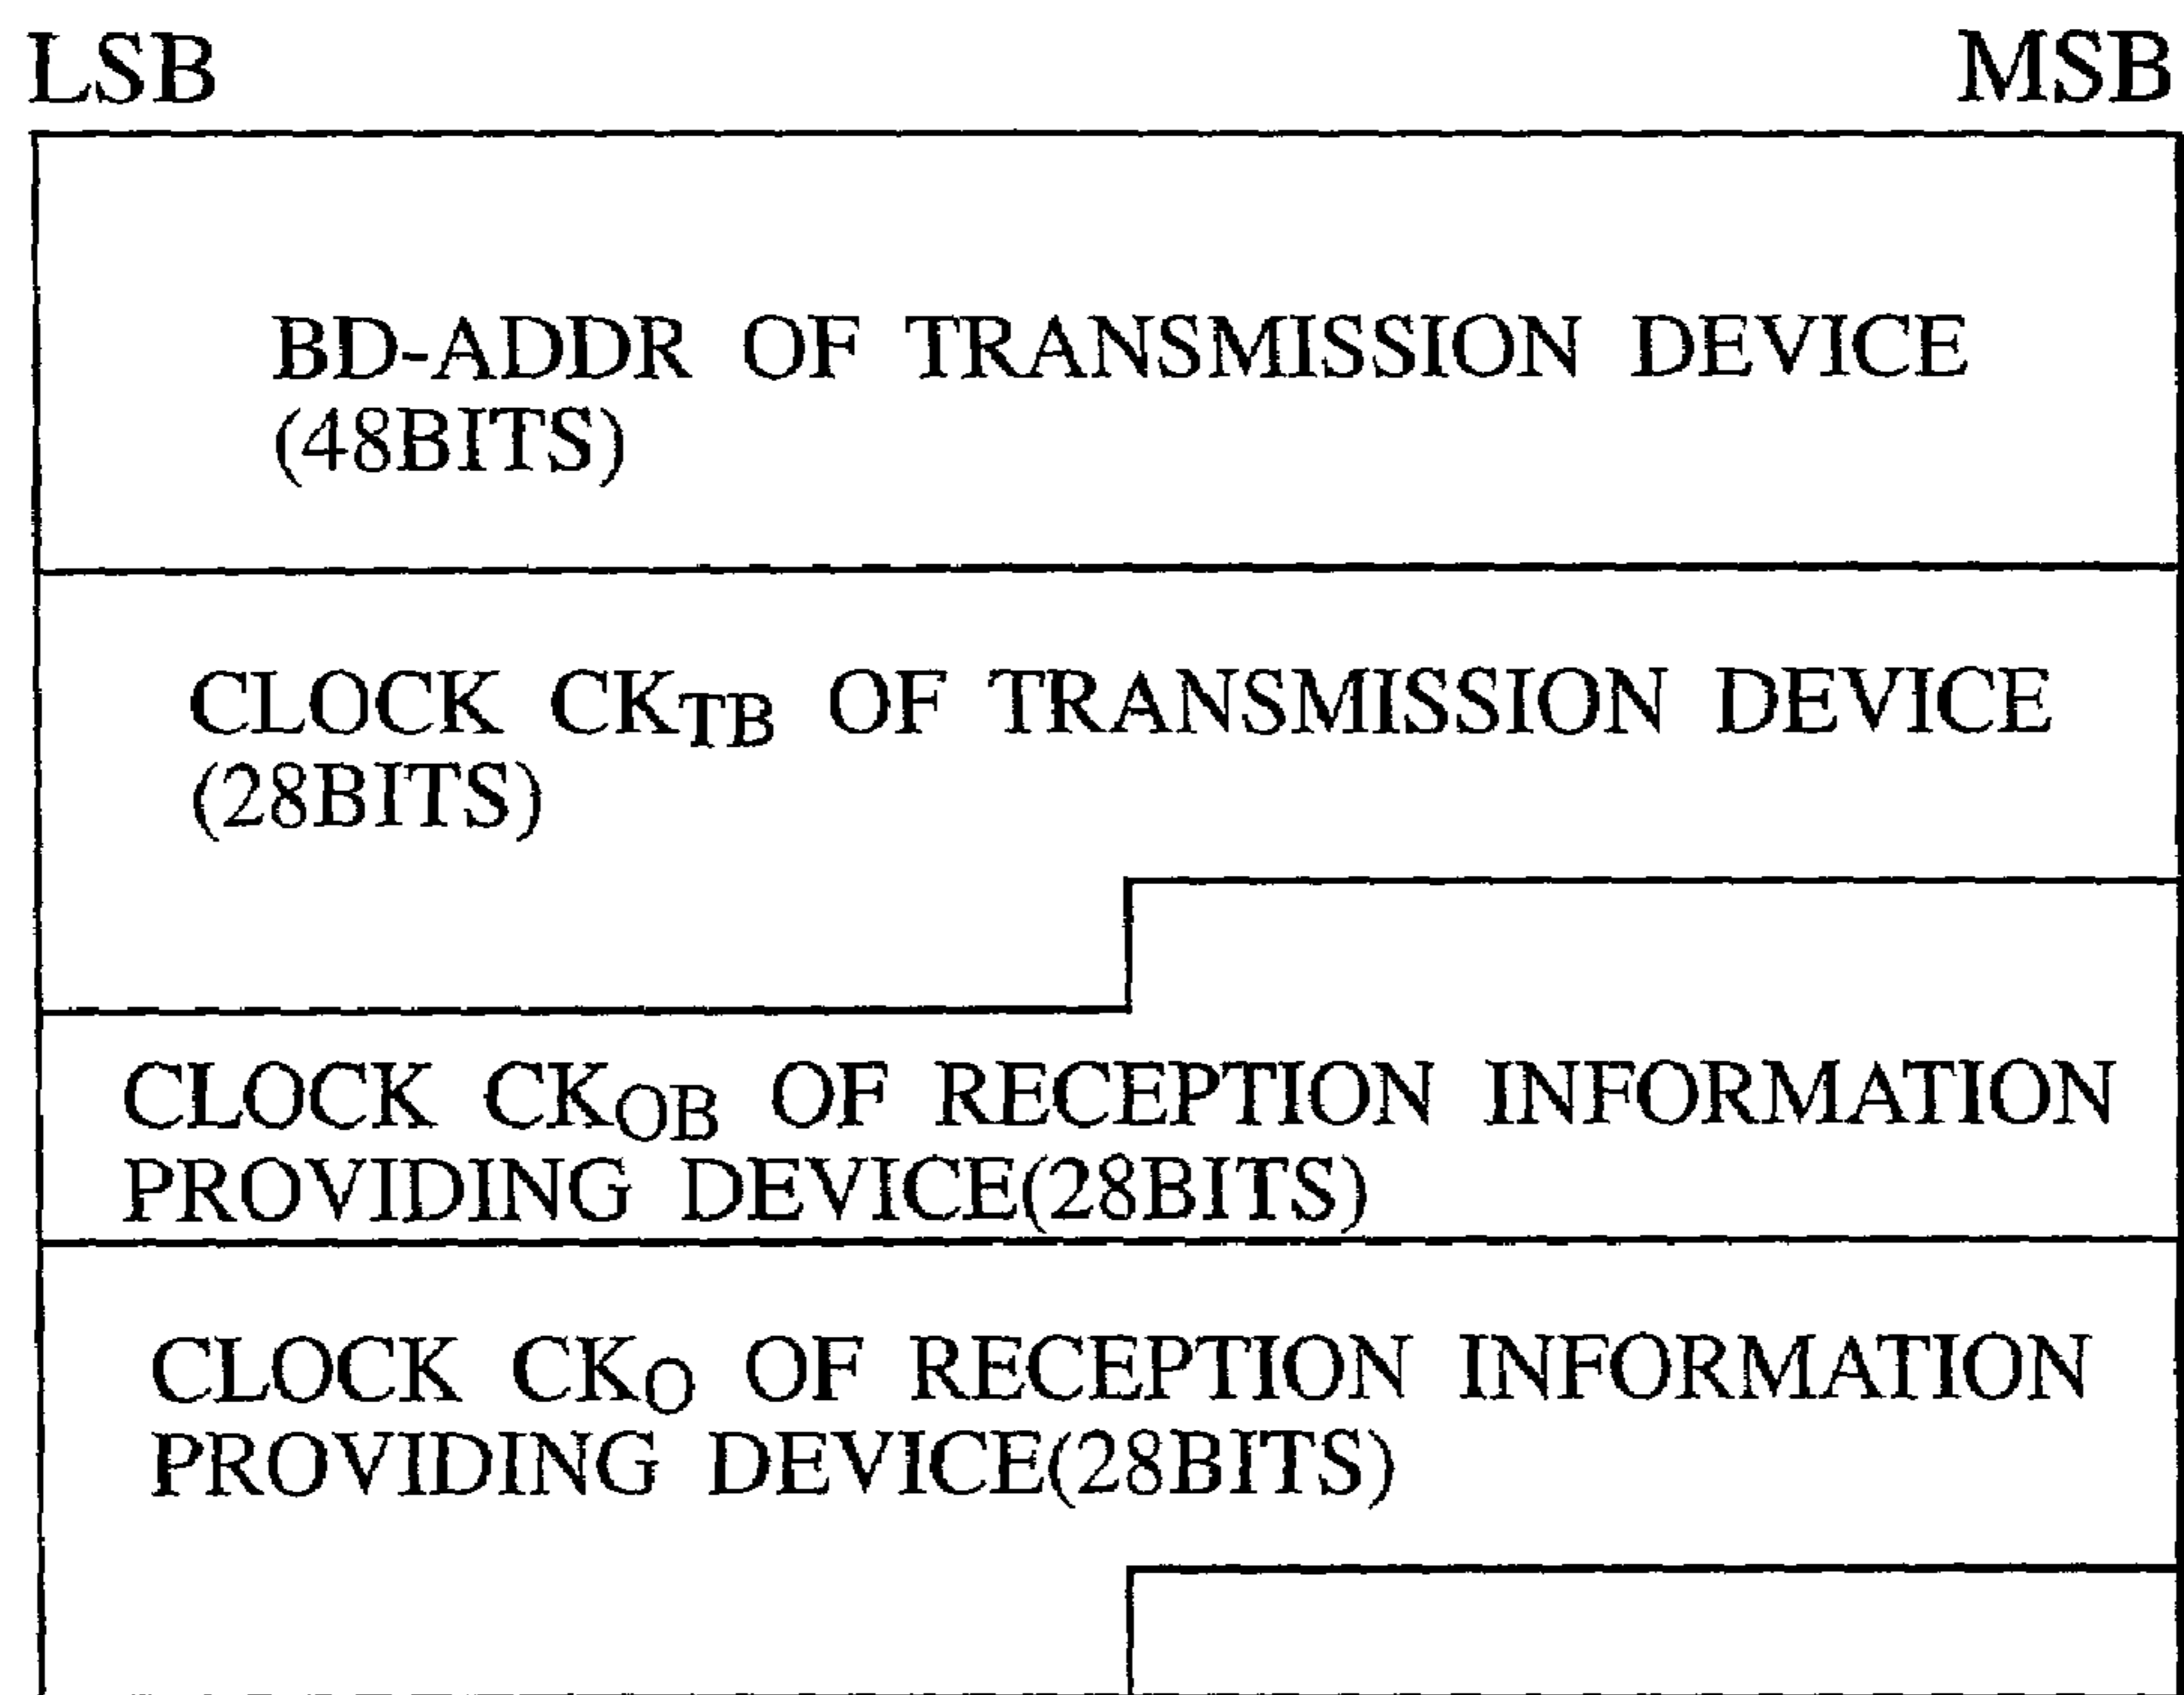 LSB MSB
BD-ADDR OF TRANSMISSION DEVICE
(48BITS)
CLOCK CKTB OF TRANSMISSION DEVICE
(28BITS)
CLOCK CKOB OF RECEPTION INFORMATION
PROVIDING DEVICE(28BITS)
CLOCK CKO OF RECEPTION INFORMATION
PROVIDING DEVICE(28BITS)